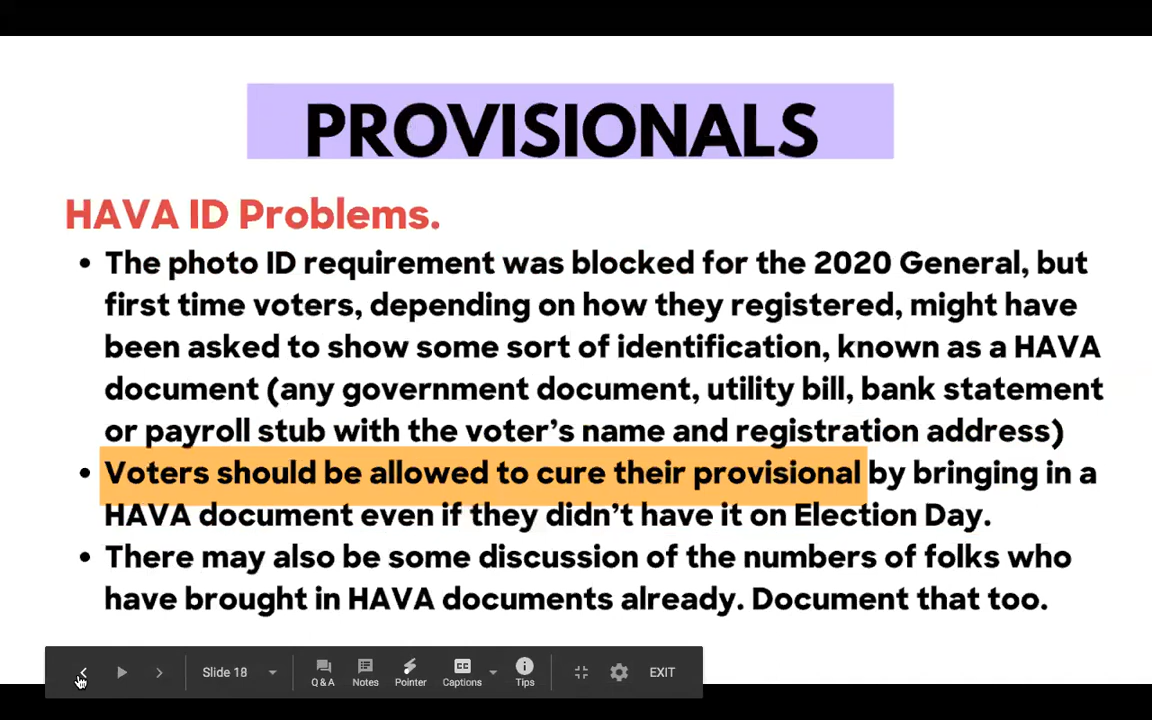 PROVISIONALS
HAVA ID Problems.
• The photo ID requirement was blocked for the 2020 General, but
first time voters, depending on how they registered, might have
been asked to show some sort of identification, known as a HAVA
document (any government document, utility bill, bank statement
or payroll stub with the voter’s name and registration address)
• Voters should be allowed to cure their provisional by bringing in a
HAVA document even if they didn’t have it on Election Day.
• There may also be some discussion of the numbers of folks who
have brought in HAVA documents already. Document that too.
Slide 18 Q&A Notes Pointer CC Captions Tips EXIT